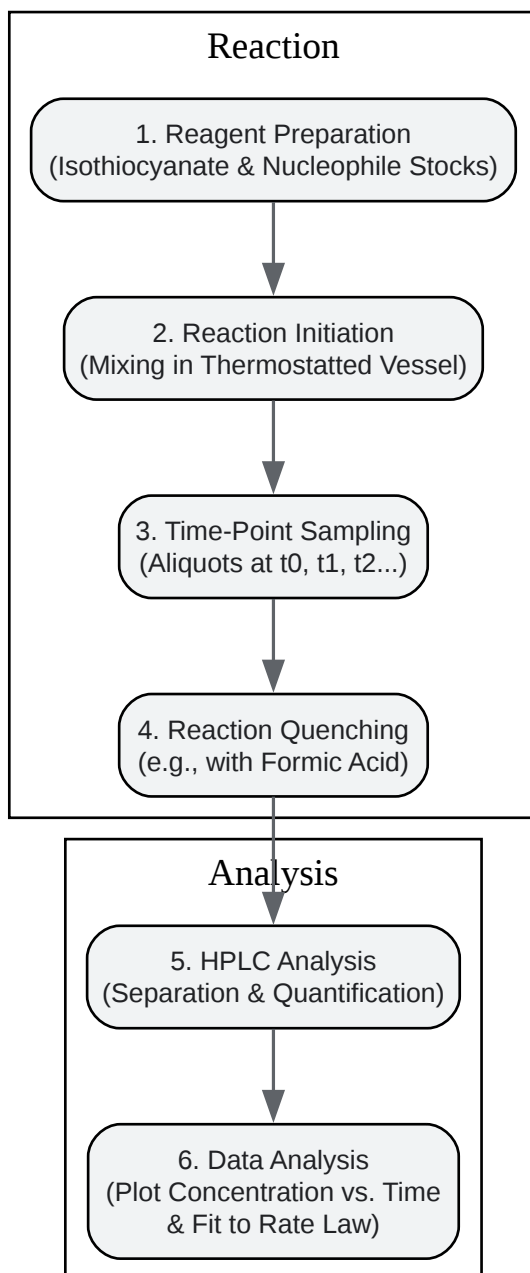 Reaction
1. Reagent Preparation
(Isothiocyanate & Nucleophile Stocks)
2. Reaction Initiation
(Mixing in Thermostatted Vessel)
3. Time-Point Sampling
(Aliquots at t0, t1, t2...)
4. Reaction Quenching
(e.g., with Formic Acid)
Analysis
5. HPLC Analysis
(Separation & Quantification)
6. Data Analysis
(Plot Concentration vs. Time
& Fit to Rate Law)